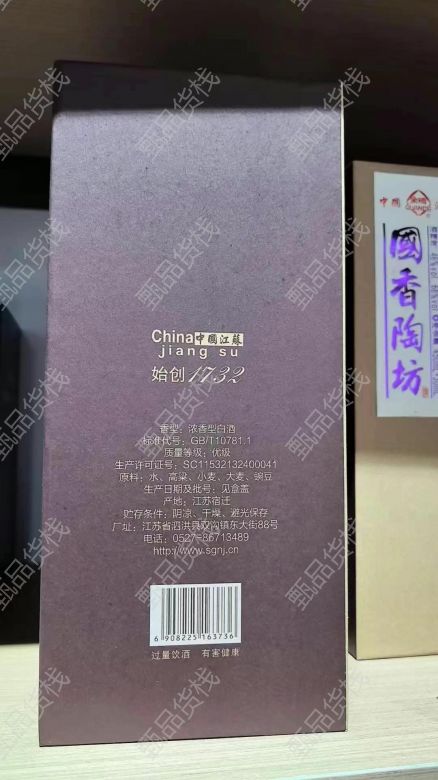 China中國江蘇
jiang su
始创1732
香型：浓香型白酒
标准代号：GB/T10781.1
质量等级：优级
生产许可证号：SC11532132400041
原料：水、高粱、小麦、大麦、豌豆
生产日期及批号：见食盖
产地：江苏宿迁
贮存条件：阴凉、干燥、避光保存
厂址：江苏省泗洪县双沟镇东大街88号
电话：0527-86713489
http://www.sgnj.cn
6 908225 163736
过量饮酒 有害健康
中國
國香陶坊
甄品货栈